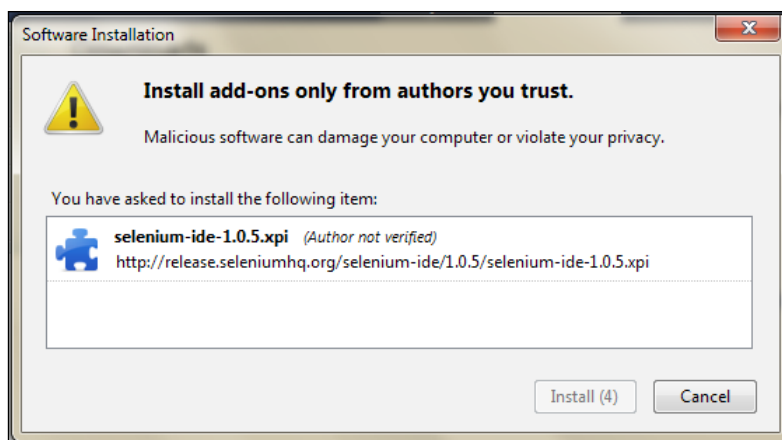 Software Installation
Install add-ons only from authors you trust.
Malicious software can damage your computer or violate your privacy.
You have asked to install the following item:
selenium-ide-1.0.5.xpi (Author not verified)
http://release.seleniumhq.org/selenium-ide/1.0.5/selenium-ide-1.0.5.xpi
Install (4) Cancel